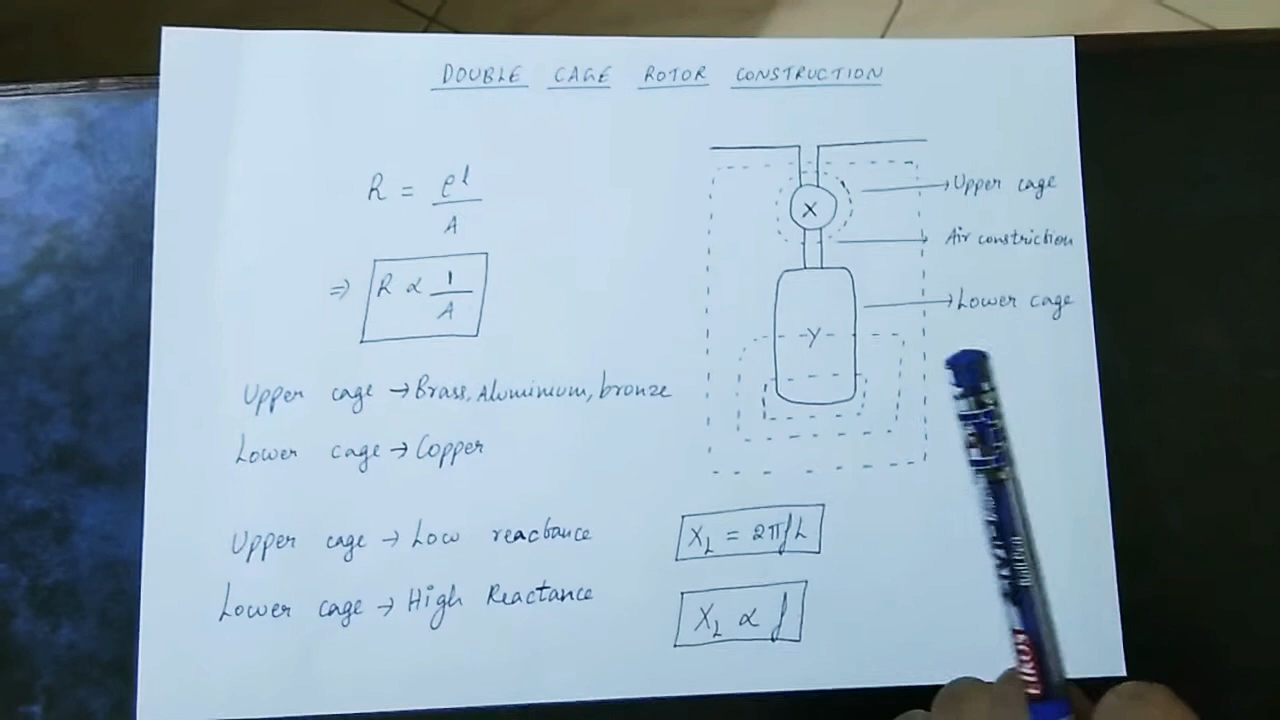 DOUBLE CAGE ROTOR CONSTRUCTION
R = ρl / A
⇒ R ∝ 1 / A
Upper cage → Brass, Aluminium, bronze
Lower cage → Copper
Upper cage → Low reactance
Lower cage → High Reactance
X
Y
→ Upper cage
→ Air constriction
→ Lower cage
X_L = 2πfL
X_L ∝ f